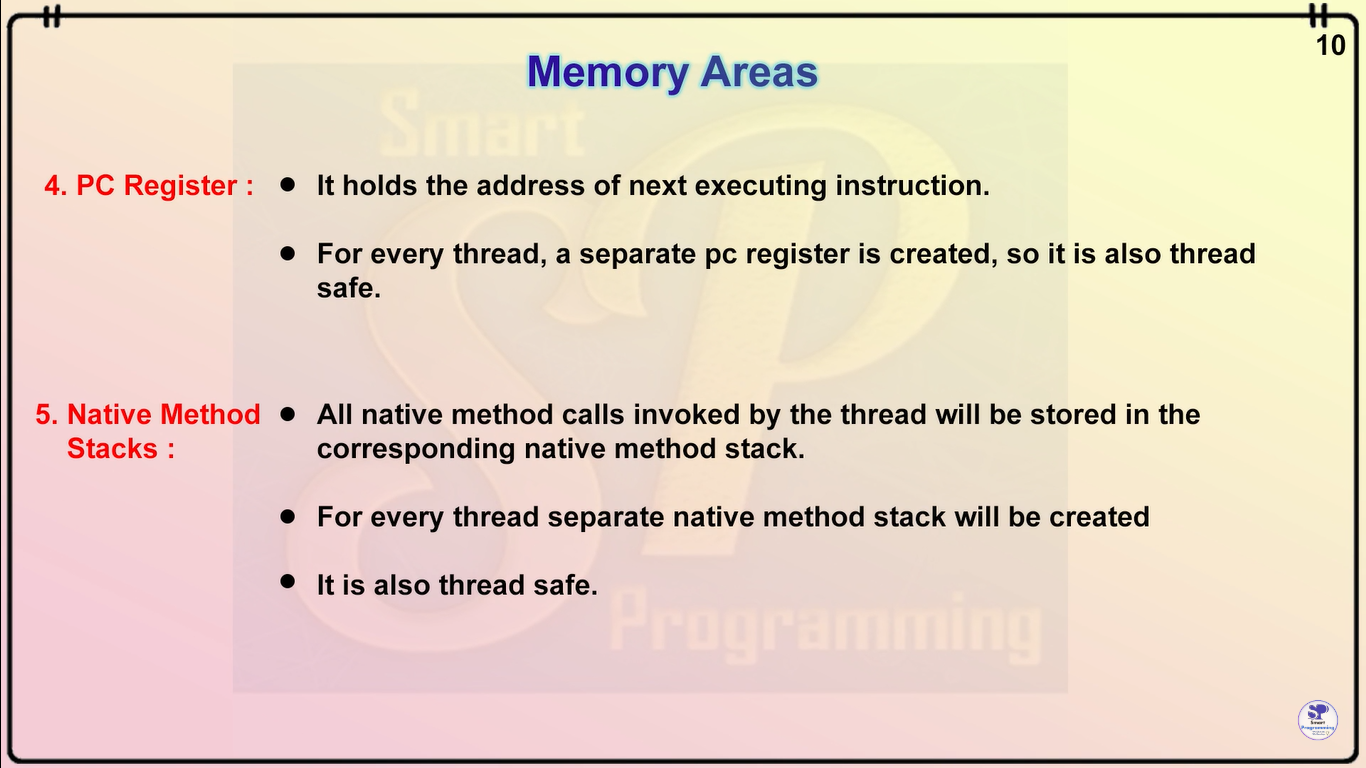 10
Memory Areas
Smart
4. PC Register :
● It holds the address of next executing instruction.
● For every thread, a separate pc register is created, so it is also thread
safe.
SP
5. Native Method
Stacks :
● All native method calls invoked by the thread will be stored in the
corresponding native method stack.
● For every thread separate native method stack will be created
● It is also thread safe.
Programming
SP
Smart
Programming